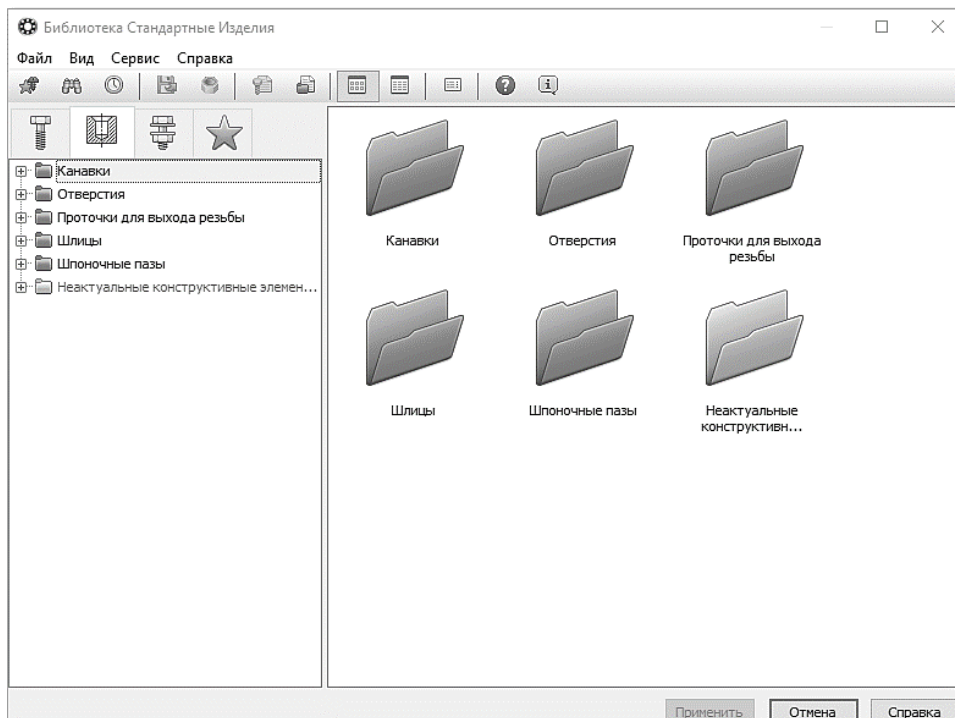 Библиотека Стандартные Изделия
Файл Вид Сервис Справка
Канавки
Отверстия
Проточки для выхода резьбы
Шлицы
Шпоночные пазы
Неактуальные конструктивные элемен...
Канавки
Отверстия
Проточки для выхода
резьбы
Шлицы
Шпоночные пазы
Неактуальные
конструктивн...
Применить Отмена Справка